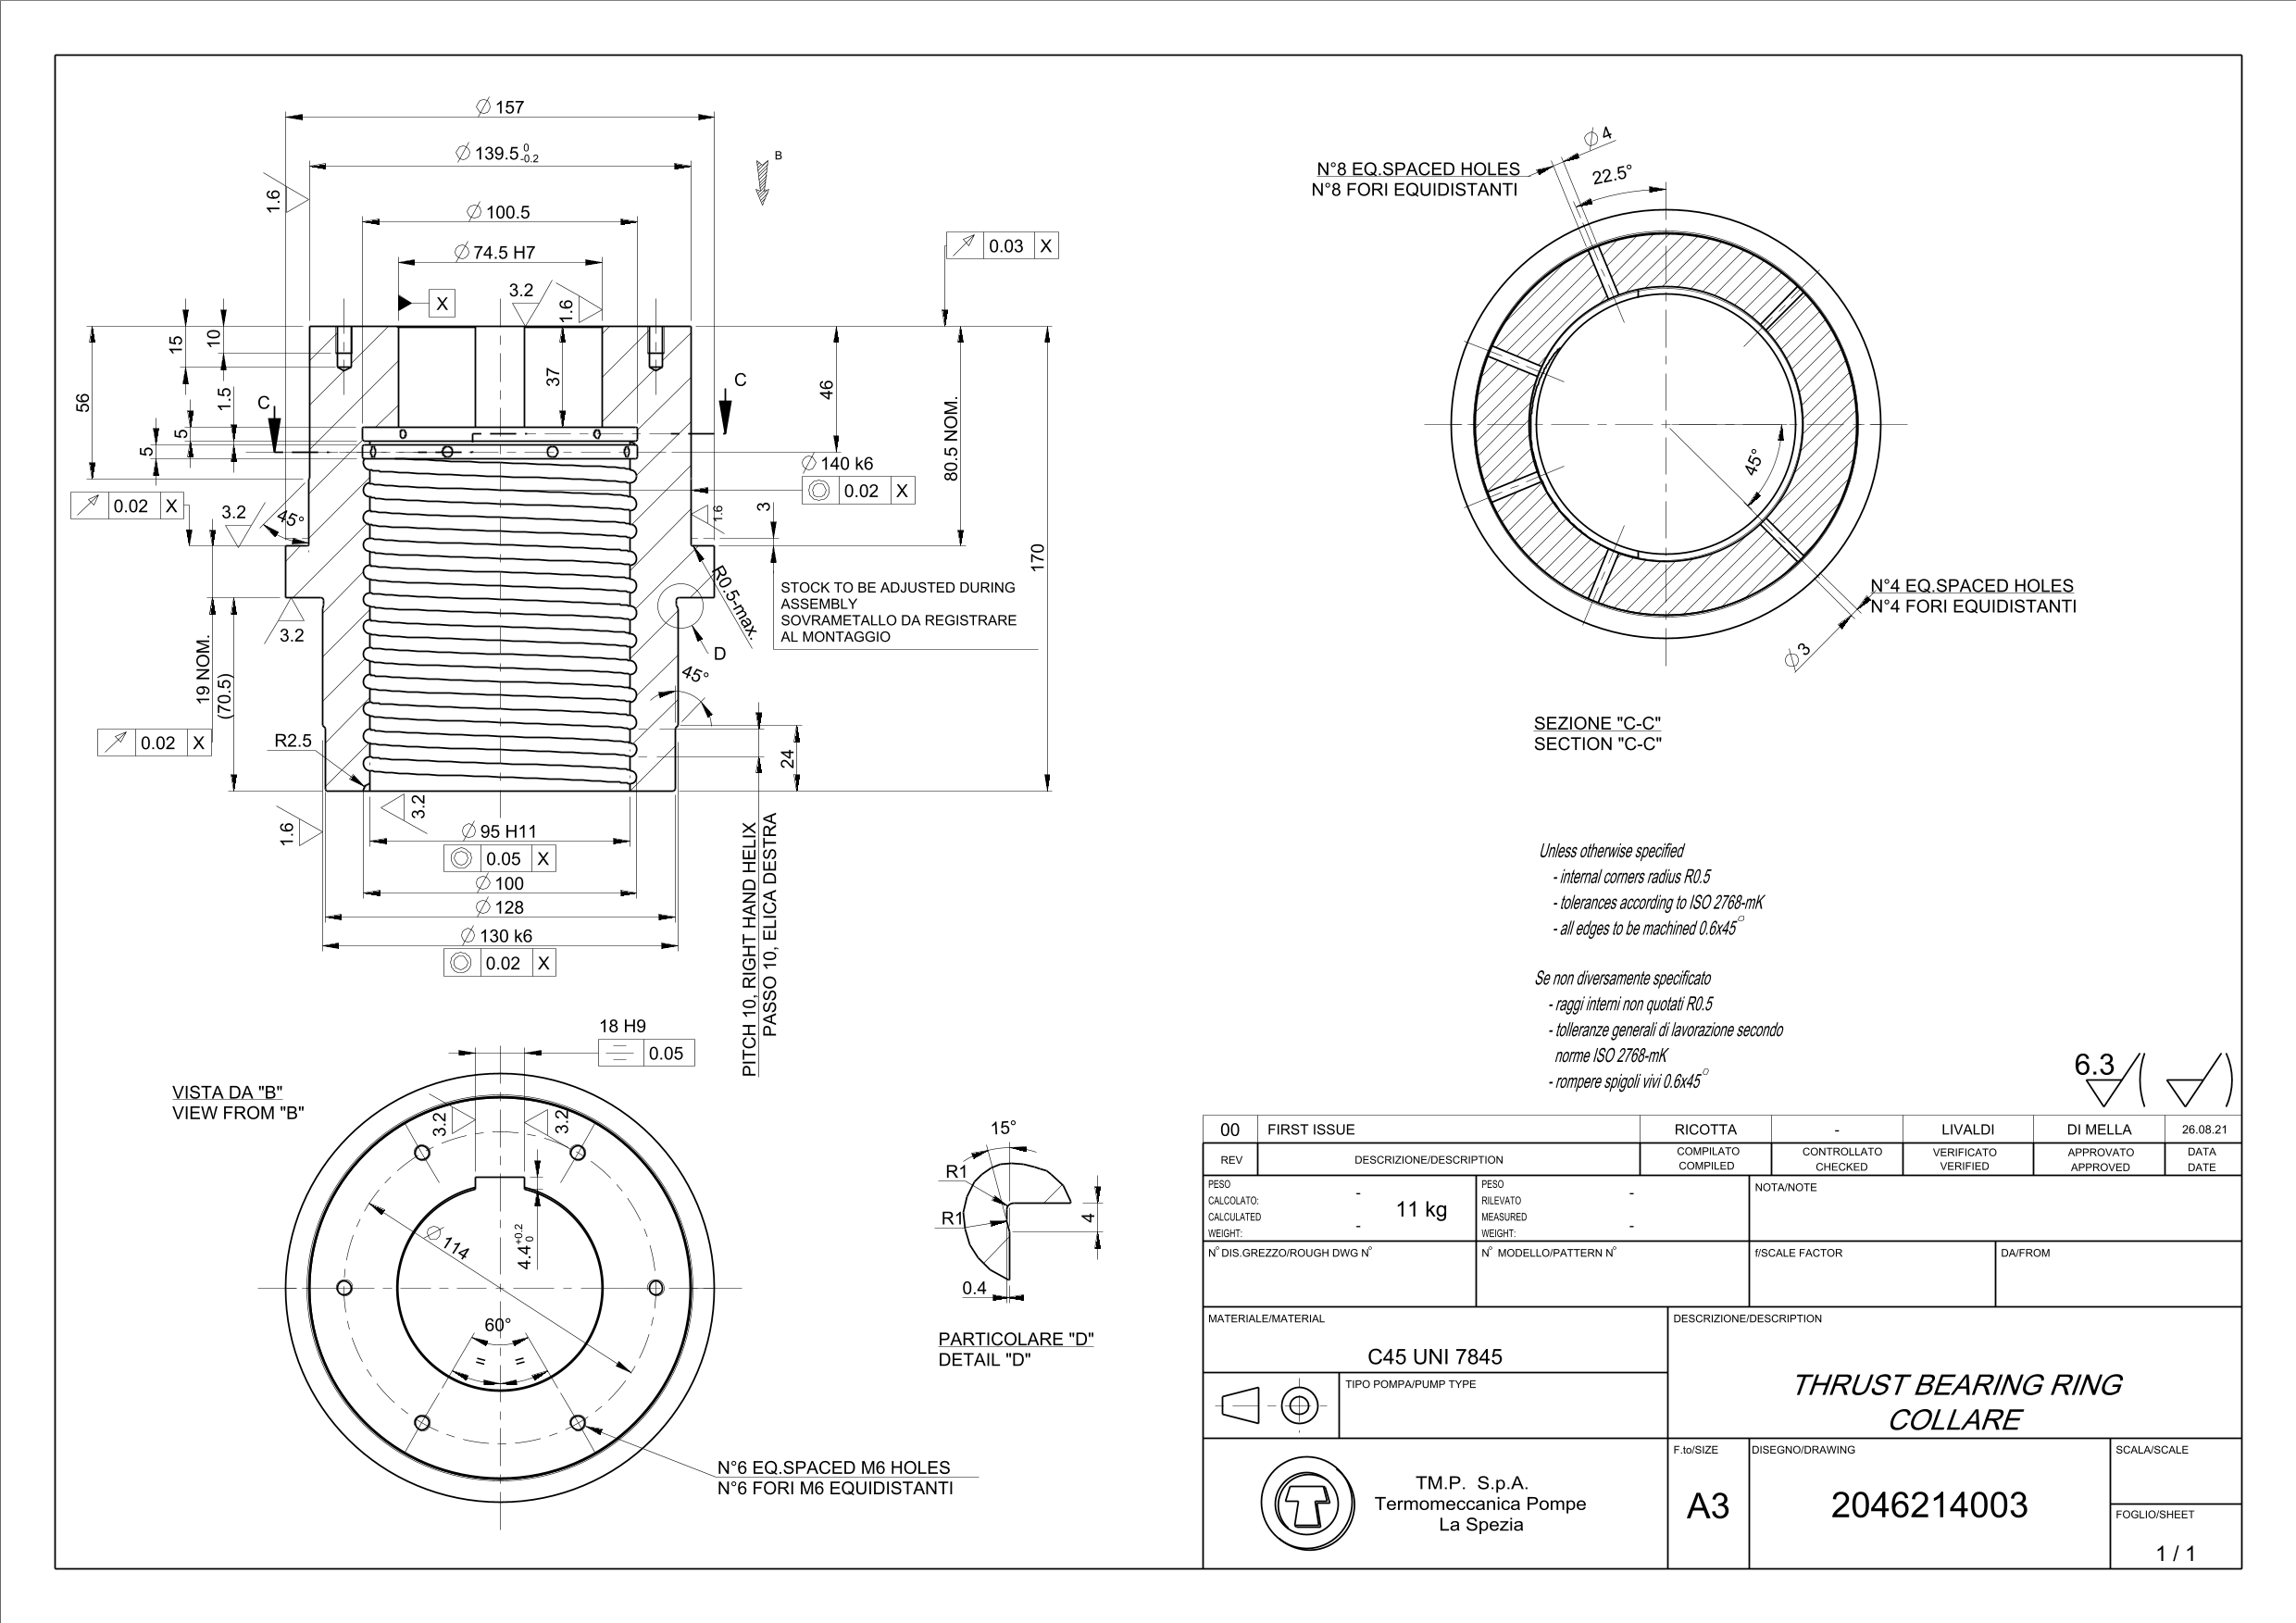 ∅ 157
∅ 139.5 0 -0.2
B
1.6
∅ 100.5
∅ 74.5 H7
0.03 X
X
3.2
1.6
15
10
56
1.5
5
5
C
37
46
C
80.5 NOM.
170
∅ 140 k6
0.02 X
0.02 X
3.2
45°
1.6
3
R0.5-max.
STOCK TO BE ADJUSTED DURING
ASSEMBLY
SOVRAMETALLO DA REGISTRARE
AL MONTAGGIO
3.2
19 NOM.
(70.5)
D
45°
0.02 X
R2.5
24
1.6
3.2
∅ 95 H11
0.05 X
∅ 100
∅ 128
∅ 130 k6
0.02 X
PITCH 10, RIGHT HAND HELIX
PASSO 10, ELICA DESTRA
N°8 EQ.SPACED HOLES
N°8 FORI EQUIDISTANTI
∅ 4
22.5°
45°
N°4 EQ.SPACED HOLES
N°4 FORI EQUIDISTANTI
∅ 3
SEZIONE "C-C"
SECTION "C-C"
Unless otherwise specified
- internal corners radius R0.5
- tolerances according to ISO 2768-mK
- all edges to be machined 0.6x45°
Se non diversamente specificato
- raggi interni non quotati R0.5
- tolleranze generali di lavorazione secondo
norme ISO 2768-mK
- rompere spigoli vivi 0.6x45°
6.3 ( )
VISTA DA "B"
VIEW FROM "B"
18 H9
0.05
3.2
3.2
∅ 114
4.4 +0.2 0
60°
= =
N°6 EQ.SPACED M6 HOLES
N°6 FORI M6 EQUIDISTANTI
15°
R1
R1
4
0.4
PARTICOLARE "D"
DETAIL "D"
00 FIRST ISSUE RICOTTA - LIVALDI DI MELLA 26.08.21
REV DESCRIZIONE/DESCRIPTION COMPILATO CONTROLLATO VERIFICATO APPROVATO DATA
COMPILED CHECKED VERIFIED APPROVED DATE
PESO
CALCOLATO: -
CALCULATED 11 kg
WEIGHT: -
PESO
RILEVATO -
MEASURED
WEIGHT: -
NOTA/NOTE
N° DIS.GREZZO/ROUGH DWG N°
N° MODELLO/PATTERN N°
f/SCALE FACTOR
DA/FROM
MATERIALE/MATERIAL
C45 UNI 7845
DESCRIZIONE/DESCRIPTION
THRUST BEARING RING
COLLARE
TIPO POMPA/PUMP TYPE
TM.P. S.p.A.
Termomeccanica Pompe
La Spezia
F.to/SIZE
A3
DISEGNO/DRAWING
2046214003
SCALA/SCALE
FOGLIO/SHEET
1 / 1